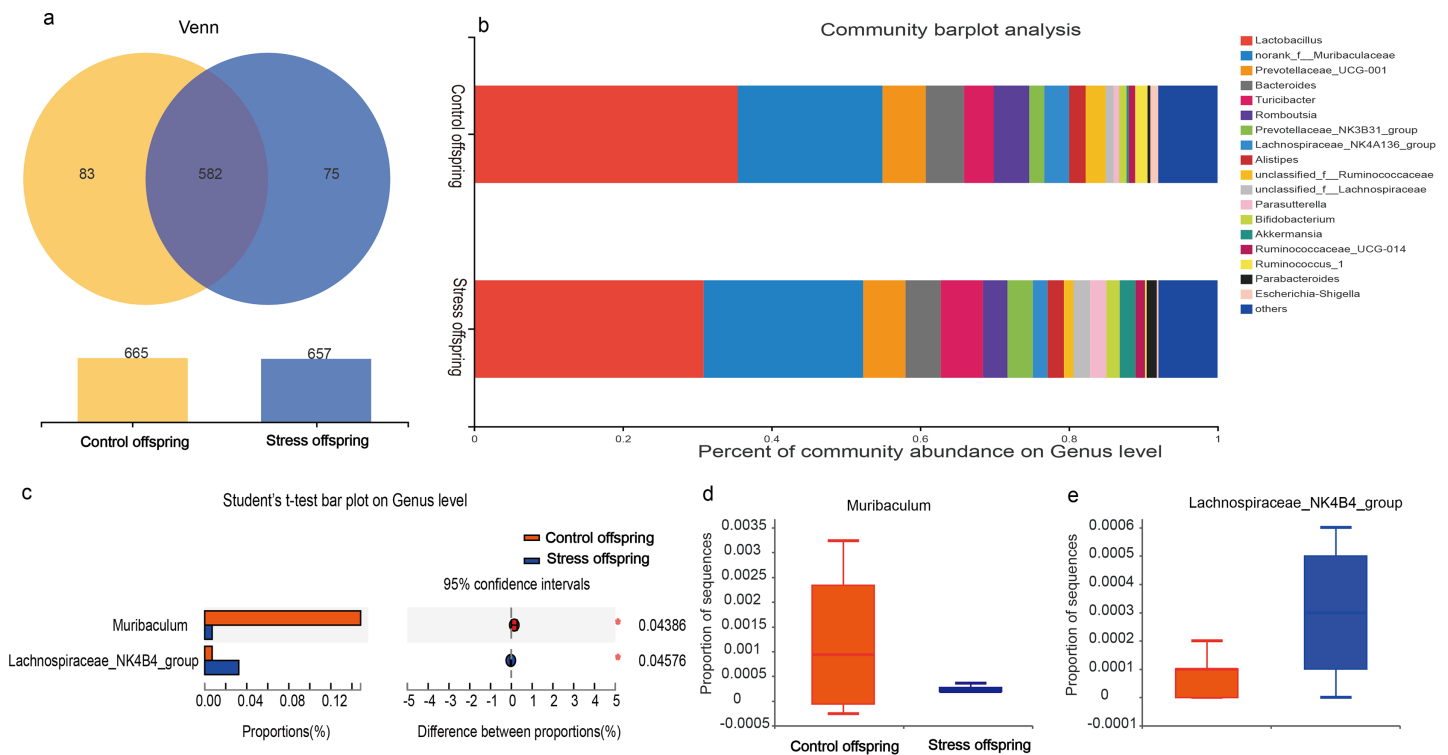 a
Venn
83
582
75
665
657
Control offspring
Stress offspring
b
Community barplot analysis
Control offspring
Stress offspring
0
0.2
0.4
0.6
0.8
1
Percent of community abundance on Genus level
Lactobacillus
norank_f__Muribaculaceae
Prevotellaceae_UCG-001
Bacteroides
Turicibacter
Romboutsia
Prevotellaceae_NK3B31_group
Lachnospiraceae_NK4A136_group
Alistipes
unclassified_f__Ruminococcaceae
unclassified_f__Lachnospiraceae
Parasutterella
Bifidobacterium
Akkermansia
Ruminococcaceae_UCG-014
Ruminococcus_1
Parabacteroides
Escherichia-Shigella
others
c
Student's t-test bar plot on Genus level
Control offspring
Stress offspring
95% confidence intervals
Muribaculum
* 0.04386
Lachnospiraceae_NK4B4_group
* 0.04576
0.00 0.04 0.08 0.12
-5 -4 -3 -2 -1 0 1 2 3 4 5
Proportions(%)
Difference between proportions(%)
d
Muribaculum
Proportion of sequences
0.0035
0.003
0.0025
0.002
0.0015
0.001
0.0005
0
-0.0005
Control offspring
Stress offspring
e
Lachnospiraceae_NK4B4_group
Proportion of sequences
0.0006
0.0005
0.0004
0.0003
0.0002
0.0001
0
-0.0001